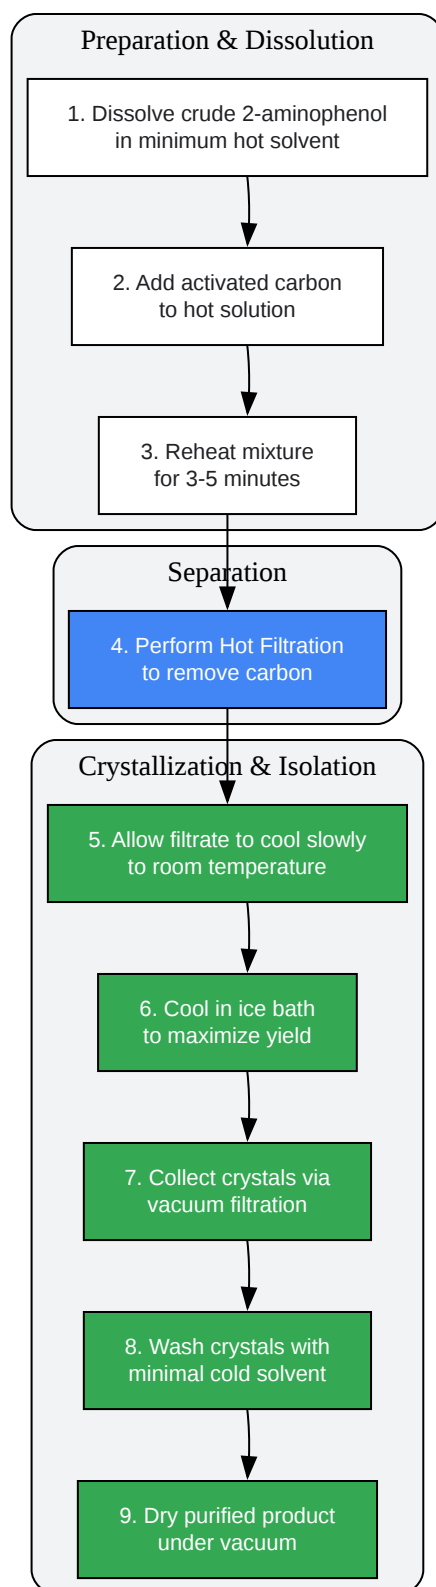 Preparation & Dissolution
1. Dissolve crude 2-aminophenol
in minimum hot solvent
2. Add activated carbon
to hot solution
3. Reheat mixture
for 3-5 minutes
Separation
4. Perform Hot Filtration
to remove carbon
Crystallization & Isolation
5. Allow filtrate to cool slowly
to room temperature
6. Cool in ice bath
to maximize yield
7. Collect crystals via
vacuum filtration
8. Wash crystals with
minimal cold solvent
9. Dry purified product
under vacuum